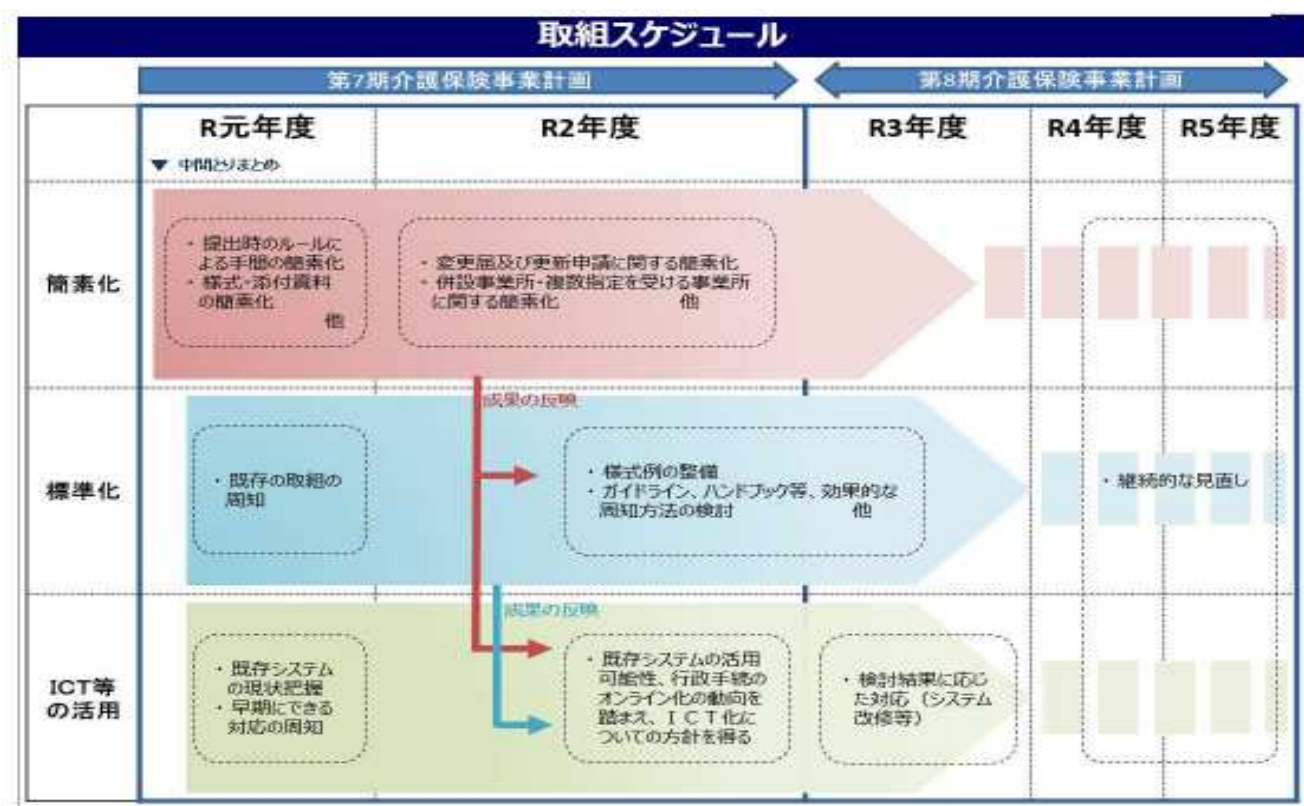 取組スケジュール
第7期介護保険事業計画
第8期介護保険事業計画
R元年度
R2年度
R3年度
R4年度
R5年度
▼ 中間とりまとめ
簡素化
・ 提出時のルールに
よる手間の簡素化
・ 様式・添付資料
の簡素化
他
・ 変更届及び更新申請に関する簡素化
・ 併設事業所・複数指定を受ける事業所
に関する簡素化 他
成果の反映
標準化
・ 既存の取組の
周知
・ 様式例の整備
・ ガイドライン、ハンドブック等、効果的な
周知方法の検討 他
・ 継続的な見直し
成果の反映
ICT等
の活用
・ 既存システム
の現状把握
・ 早期にできる
対応の周知
・ 既存システムの活用
可能性、行政手続の
オンライン化の動向を
踏まえ、ICT化に
ついての方針を得る
・ 検討結果に応じ
た対応(システム
改修等)